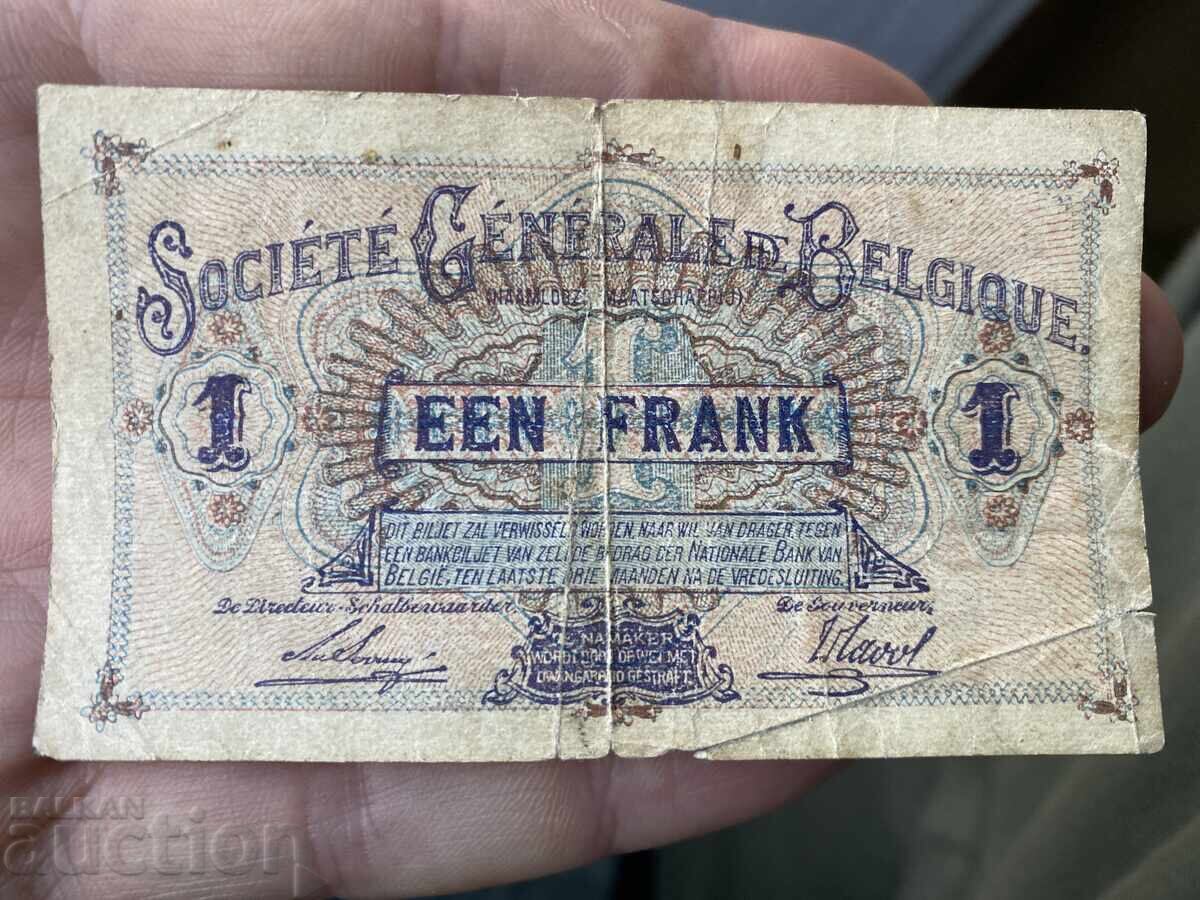 SOCIÉTÉ GÉNÉRALE DE BELGIQUE.
(NAAMLOOZE MAATSCHAPPIJ)
1
1 EEN FRANK 1
DIT BILJET ZAL VERWISSELD WORDEN, NAAR WIL VAN DRAGER, TEGEN
EEN BANKBILJET VAN ZELFDE BEDRAG DER NATIONALE BANK VAN
BELGIË, TEN LAATSTE DRIE MAANDEN NA DE VREDESLUITING.
De Directeur-Schatbewaarder, De Gouverneur,
DE NAMAKER
WORDT DOOR DE WET MET
DWANGARBEID GESTRAFT.
BALKAN
auction